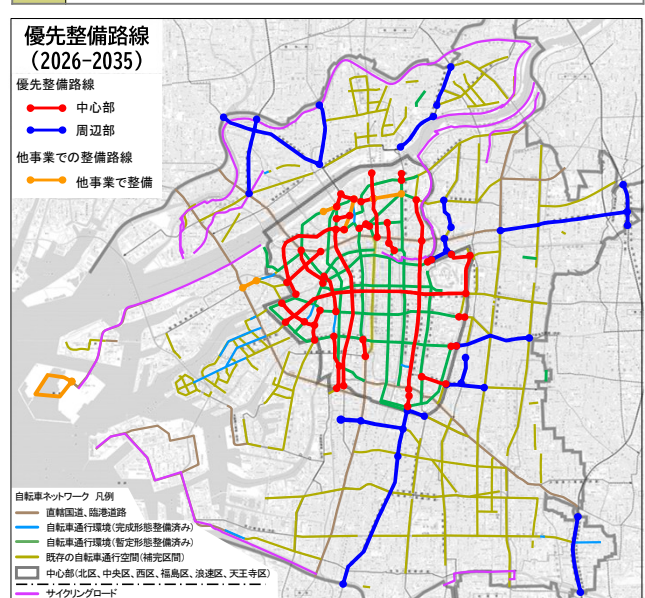 優先整備路線
(2026-2035)
優先整備路線
中心部
周辺部
他事業での整備路線
他事業で整備
自転車ネットワーク 凡例
直轄国道、臨港道路
自転車通行環境(完成形態整備済み)
自転車通行環境(暫定形態整備済み)
既存の自転車通行空間(補完区間)
中心部(北区、中央区、西区、福島区、浪速区、天王寺区)
サイクリングロード